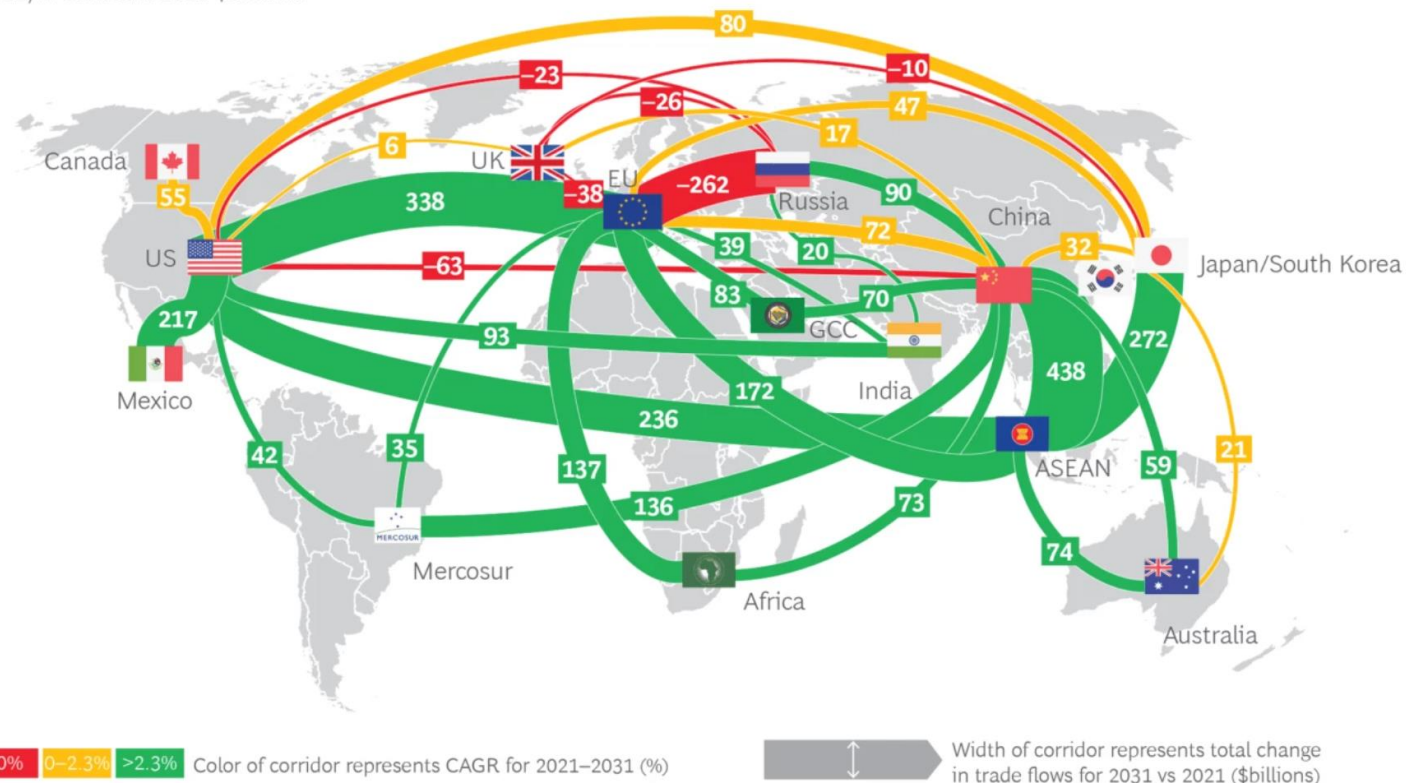 80
–23
–10
–26
47
6
17
Canada
UK
EU
–38
–262
Russia
55
338
90
China
72
32
US
39
20
Japan/South Korea
–63
83
70
217
93
GCC
272
438
India
172
Mexico
236
ASEAN
42
35
137
59
21
136
73
MERCOSUR
74
Mercosur
Africa
Australia
0–2.3%
>2.3%
Color of corridor represents CAGR for 2021–2031 (%)
Width of corridor represents total change
in trade flows for 2031 vs 2021 ($billions)